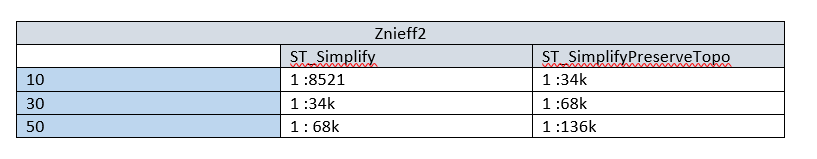 Znieff2
ST_Simplify ST_SimplifyPreserveTopo
10 1 :8521 1 :34k
30 1 :34k 1 :68k
50 1 : 68k 1 :136k